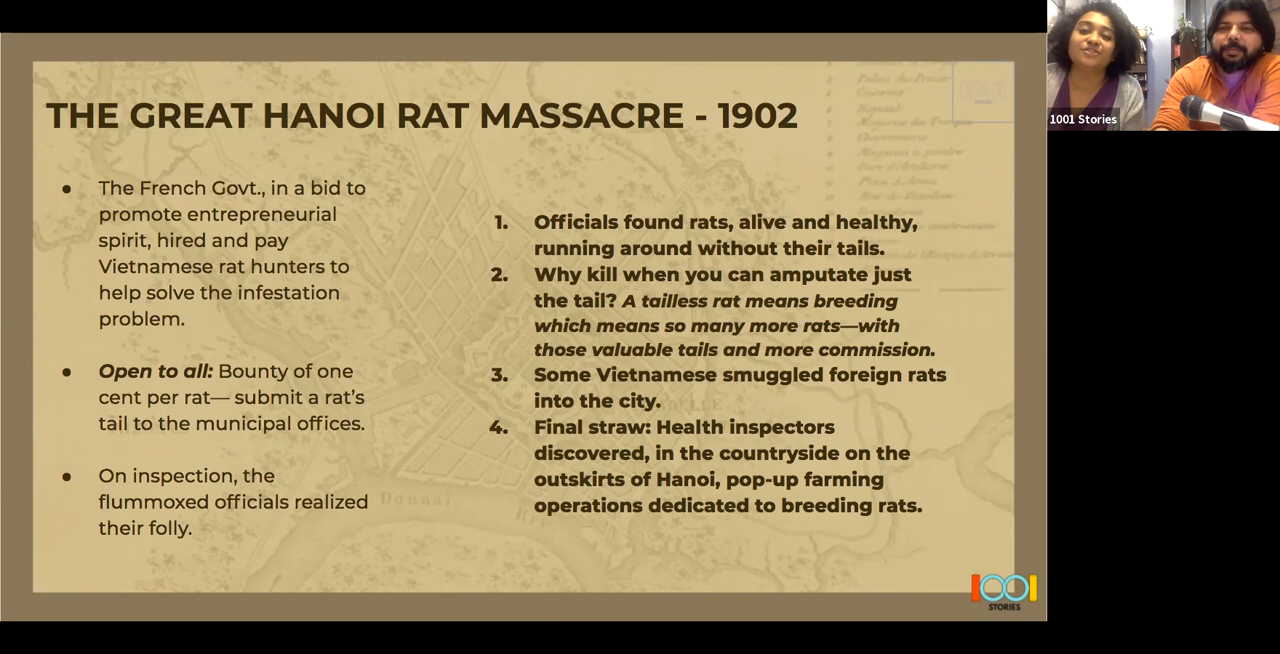 THE GREAT HANOI RAT MASSACRE - 1902
● The French Govt., in a bid to
promote entrepreneurial
spirit, hired and pay
Vietnamese rat hunters to
help solve the infestation
problem.
● Open to all: Bounty of one
cent per rat— submit a rat’s
tail to the municipal offices.
● On inspection, the
flummoxed officials realized
their folly.
1. Officials found rats, alive and healthy,
running around without their tails.
2. Why kill when you can amputate just
the tail? A tailless rat means breeding
which means so many more rats—with
those valuable tails and more commission.
3. Some Vietnamese smuggled foreign rats
into the city.
4. Final straw: Health inspectors
discovered, in the countryside on the
outskirts of Hanoi, pop-up farming
operations dedicated to breeding rats.
Donnai
1001
STORIES
1001 Stories